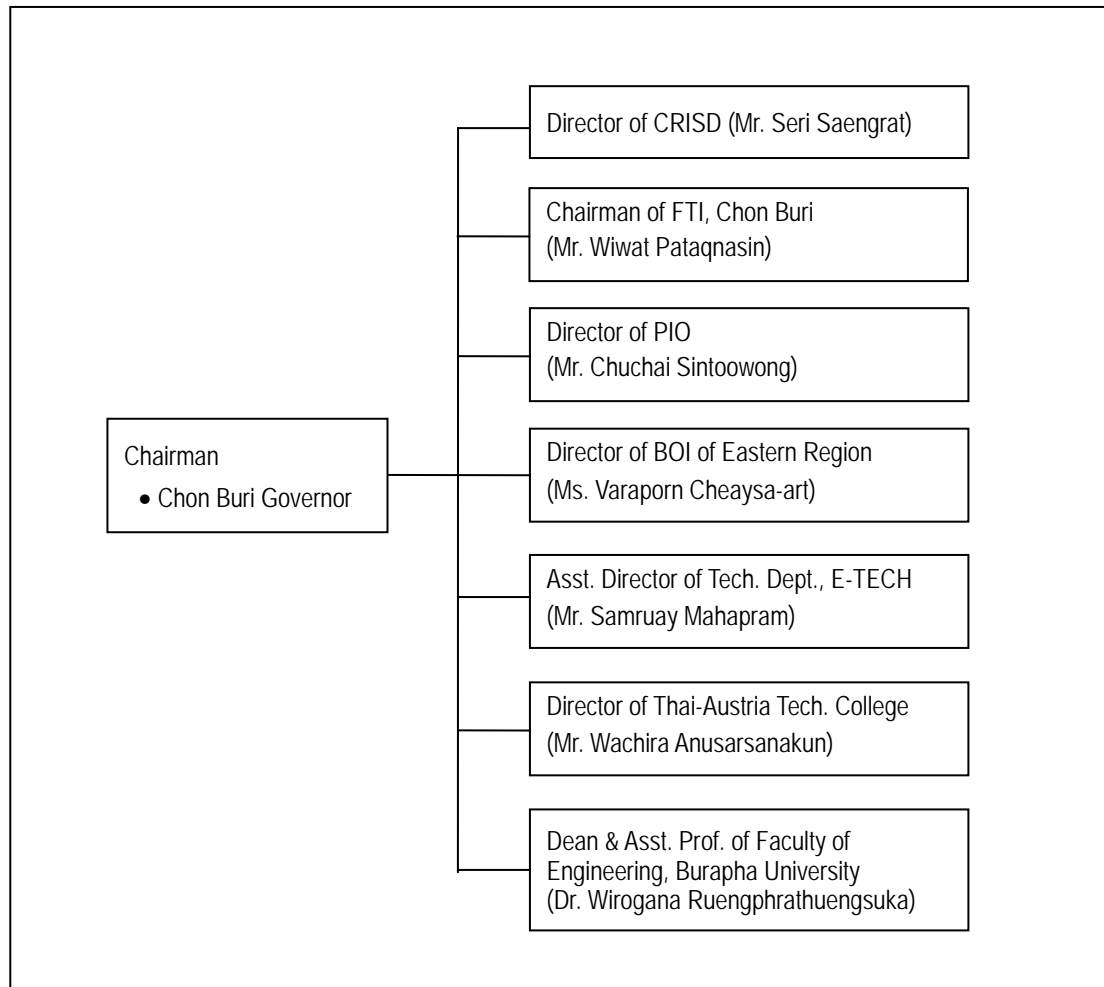 Director of CRISD (Mr. Seri Saengrat)
Chairman of FTI, Chon Buri
(Mr. Wiwat Pataqnasin)
Director of PIO
(Mr. Chuchai Sintoowong)
Chairman
• Chon Buri Governor
Director of BOI of Eastern Region
(Ms. Varaporn Cheaysa-art)
Asst. Director of Tech. Dept., E-TECH
(Mr. Samruay Mahapram)
Director of Thai-Austria Tech. College
(Mr. Wachira Anusarsanakun)
Dean & Asst. Prof. of Faculty of
Engineering, Burapha University
(Dr. Wirogana Ruengphrathuengsuka)